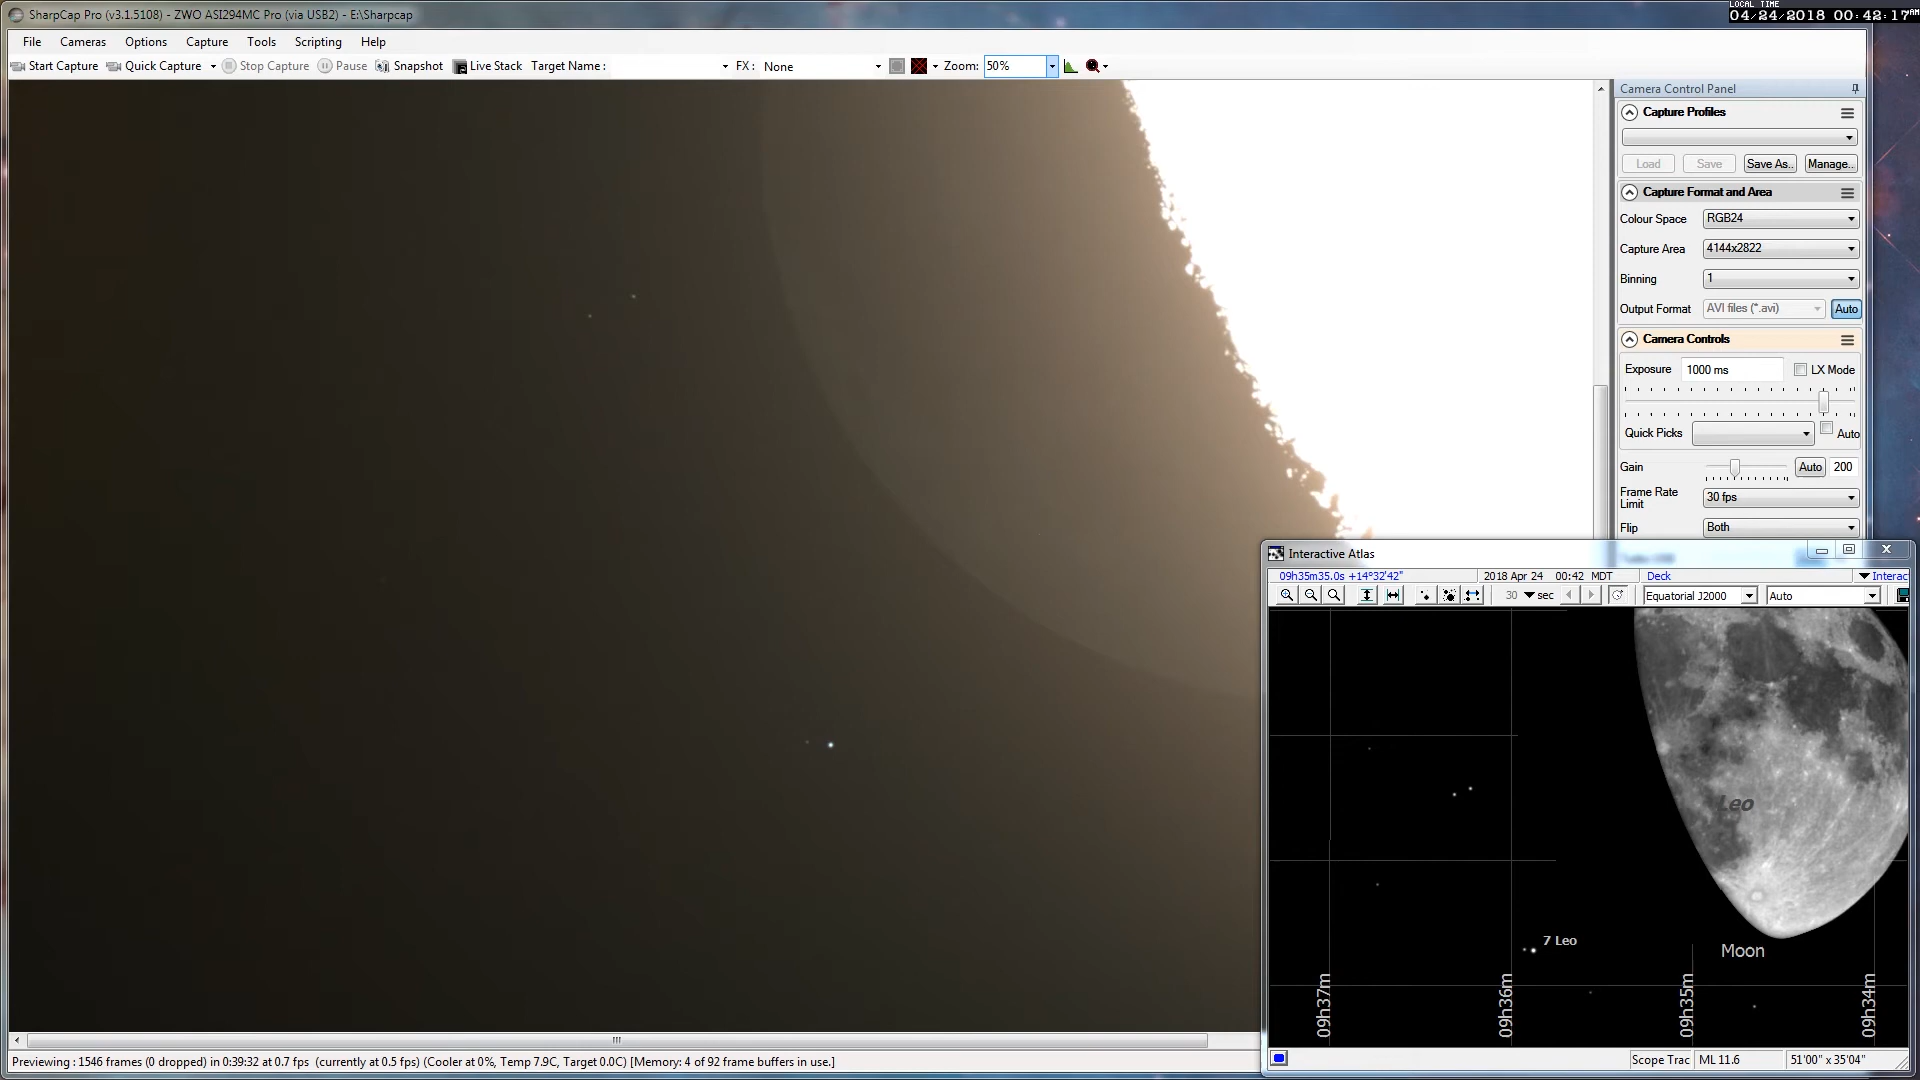 SharpCap Pro (v3.1.5108) - ZWO ASI294MC Pro (via USB2) - E:\Sharpcap
LOCAL TIME
04/24/2018 00:42:17 AM
File Cameras Options Capture Tools Scripting Help
Start Capture Quick Capture Stop Capture Pause Snapshot Live Stack Target Name : FX : None Zoom: 50%
Camera Control Panel
Capture Profiles
Load Save Save As.. Manage..
Capture Format and Area
Colour Space RGB24
Capture Area 4144x2822
Binning 1
Output Format AVI files (*.avi) Auto
Camera Controls
Exposure 1000 ms LX Mode
Quick Picks Auto
Gain Auto 200
Frame Rate Limit 30 fps
Flip Both
Interactive Atlas
09h35m35.0s +14°32'42" 2018 Apr 24 00:42 MDT Deck Interac
30 sec Equatorial J2000 Auto
Leo
7 Leo
Moon
09h37m 09h36m 09h35m 09h34m
Scope Trac ML 11.6 51'00" x 35'04"
Previewing : 1546 frames (0 dropped) in 0:39:32 at 0.7 fps (currently at 0.5 fps) (Cooler at 0%, Temp 7.9C, Target 0.0C) [Memory: 4 of 92 frame buffers in use.]